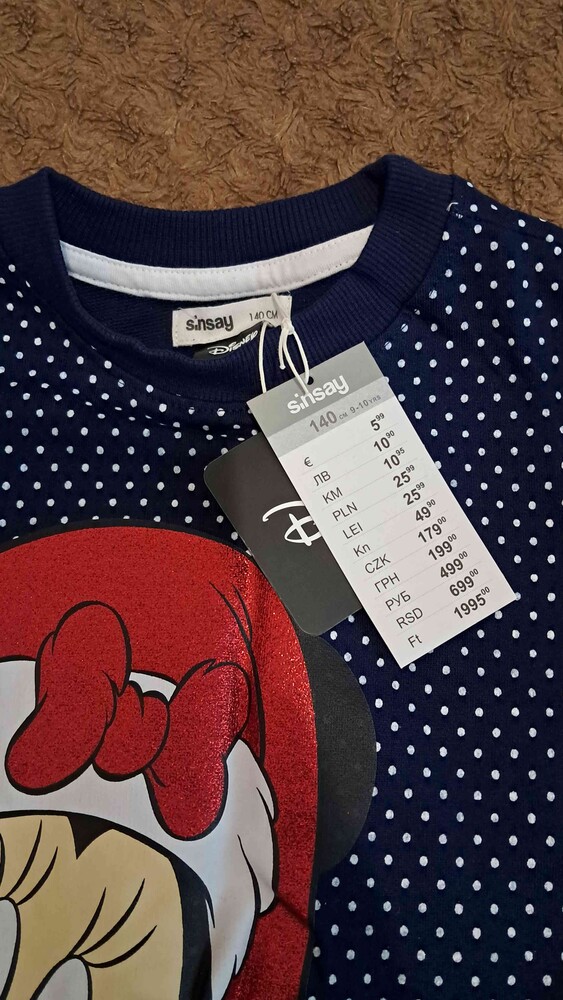 sinsay 140 CM
Disney
sinsay
140 CM 9-10 YRS
€ 5⁹⁹
ЛВ 10⁹⁰
KM 10⁹⁵
PLN 25⁹⁹
LEI 25⁹⁹
Kn 49⁹⁰
CZK 179⁰⁰
ГРН 199⁰⁰
РУБ 499⁰⁰
RSD 699⁰⁰
Ft 1995⁰⁰